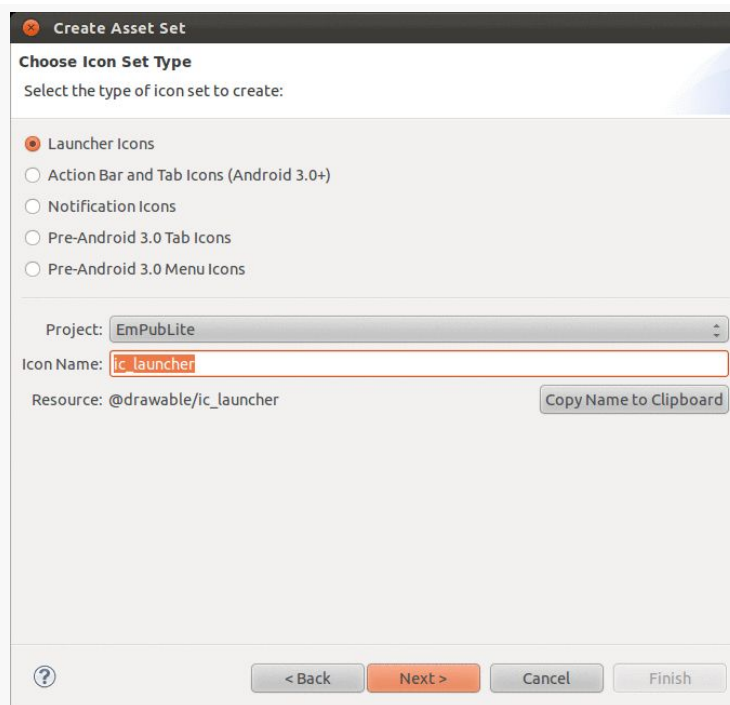 Create Asset Set
Choose Icon Set Type
Select the type of icon set to create:
Launcher Icons
Action Bar and Tab Icons (Android 3.0+)
Notification Icons
Pre-Android 3.0 Tab Icons
Pre-Android 3.0 Menu Icons
Project: EmPubLite
Icon Name: ic_launcher
Resource: @drawable/ic_launcher Copy Name to Clipboard
? < Back Next > Cancel Finish